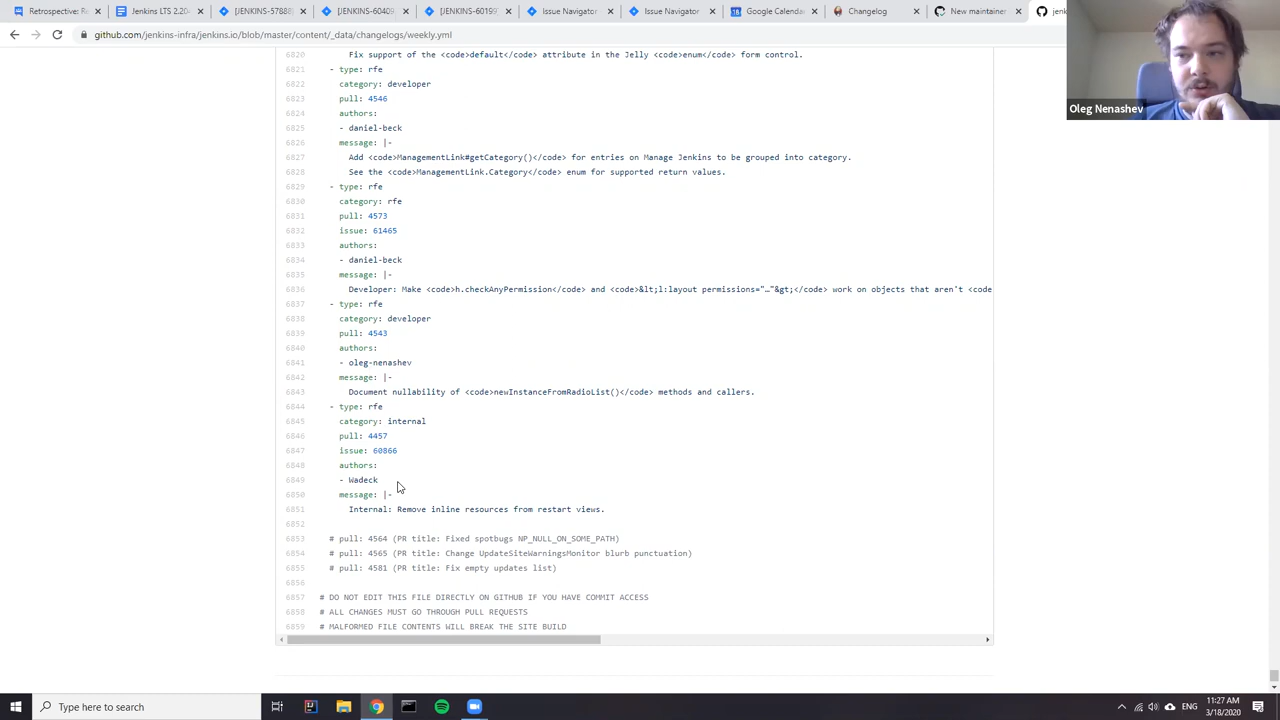 Retrospective: Re
Jenkins LTS 2.204
[JENKINS-57888]
[JENKINS-60409]
[JENKINS-60199]
Issue Navigator
Issue Navigator
Google Calendar
Changelog
New maintainer
jen
github.com/jenkins-infra/jenkins.io/blob/master/content/_data/changelogs/weekly.yml
Oleg Nenashev
6820 Fix support of the <code>default</code> attribute in the Jelly <code>enum</code> form control.
6821 - type: rfe
6822 category: developer
6823 pull: 4546
6824 authors:
6825 - daniel-beck
6826 message: |-
6827 Add <code>ManagementLink#getCategory()</code> for entries on Manage Jenkins to be grouped into category.
6828 See the <code>ManagementLink.Category</code> enum for supported return values.
6829 - type: rfe
6830 category: rfe
6831 pull: 4573
6832 issue: 61465
6833 authors:
6834 - daniel-beck
6835 message: |-
6836 Developer: Make <code>h.checkAnyPermission</code> and <code>&lt;l:layout permissions="…"&gt;</code> work on objects that aren't <code
6837 - type: rfe
6838 category: developer
6839 pull: 4543
6840 authors:
6841 - oleg-nenashev
6842 message: |-
6843 Document nullability of <code>newInstanceFromRadioList()</code> methods and callers.
6844 - type: rfe
6845 category: internal
6846 pull: 4457
6847 issue: 60866
6848 authors:
6849 - Wadeck
6850 message: |-
6851 Internal: Remove inline resources from restart views.
6852
6853 # pull: 4564 (PR title: Fixed spotbugs NP_NULL_ON_SOME_PATH)
6854 # pull: 4565 (PR title: Change UpdateSiteWarningsMonitor blurb punctuation)
6855 # pull: 4581 (PR title: Fix empty updates list)
6856
6857 # DO NOT EDIT THIS FILE DIRECTLY ON GITHUB IF YOU HAVE COMMIT ACCESS
6858 # ALL CHANGES MUST GO THROUGH PULL REQUESTS
6859 # MALFORMED FILE CONTENTS WILL BREAK THE SITE BUILD
Type here to search
ENG
11:27 AM
3/18/2020